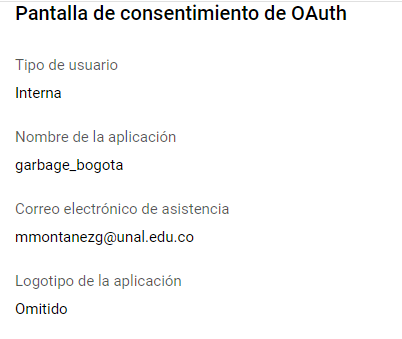 Pantalla de consentimiento de OAuth
Tipo de usuario
Interna
Nombre de la aplicación
garbage_bogota
Correo electrónico de asistencia
mmontanezg@unal.edu.co
Logotipo de la aplicación
Omitido